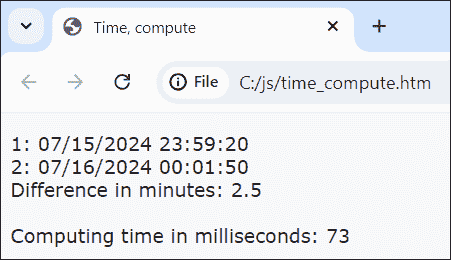 Time, compute
File C:/js/time_compute.htm
1: 07/15/2024 23:59:20
2: 07/16/2024 00:01:50
Difference in minutes: 2.5
Computing time in milliseconds: 73